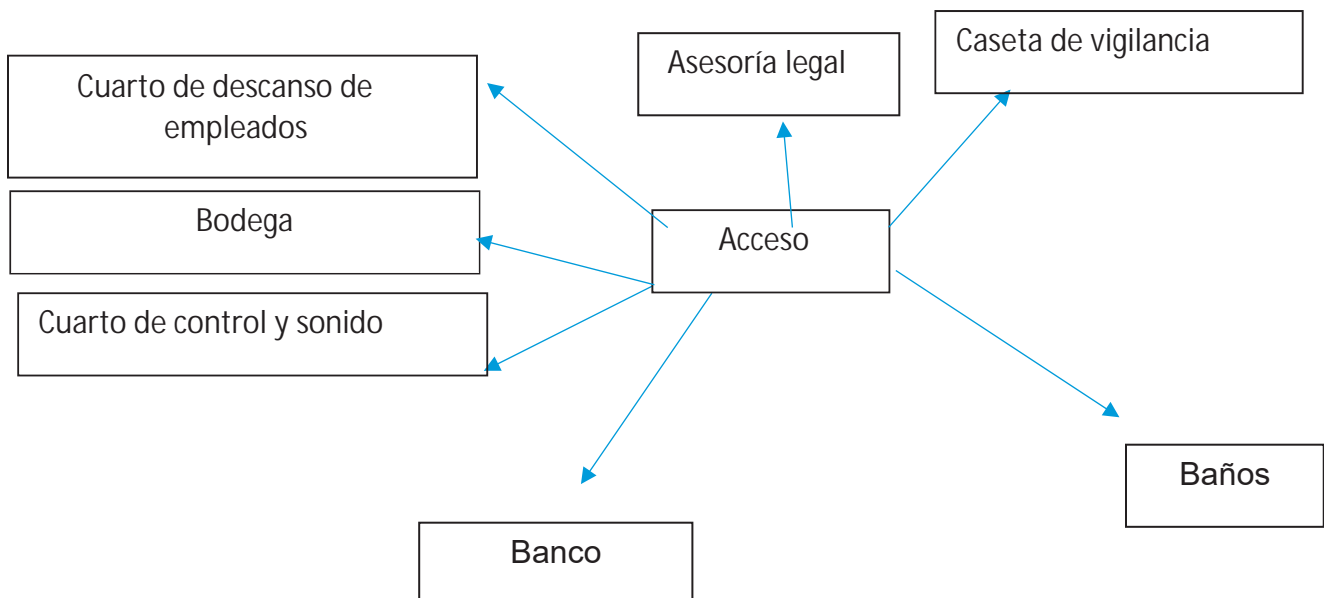 Caseta de vigilancia
Asesoría legal
Cuarto de descanso de
empleados
Bodega
Acceso
Cuarto de control y sonido
Baños
Banco